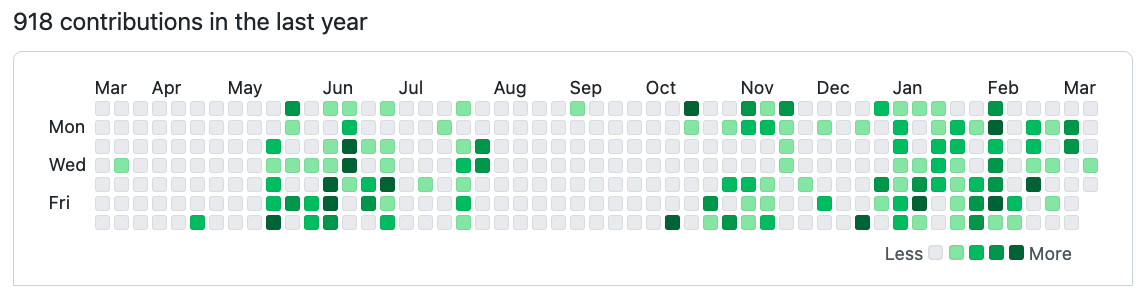 918 contributions in the last year
Mar Apr May Jun Jul Aug Sep Oct Nov Dec Jan Feb Mar
Mon
Wed
Fri
Less More